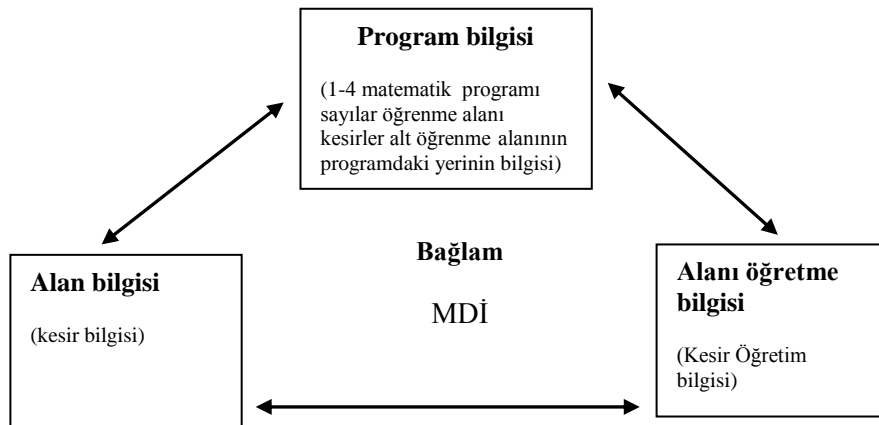 Program bilgisi
(1-4 matematik programı
sayılar öğrenme alanı
kesirler alt öğrenme alanının
programdaki yerinin bilgisi)
Alan bilgisi
(kesir bilgisi)
Bağlam
MDİ
Alanı öğretme
bilgisi
(Kesir Öğretim
bilgisi)